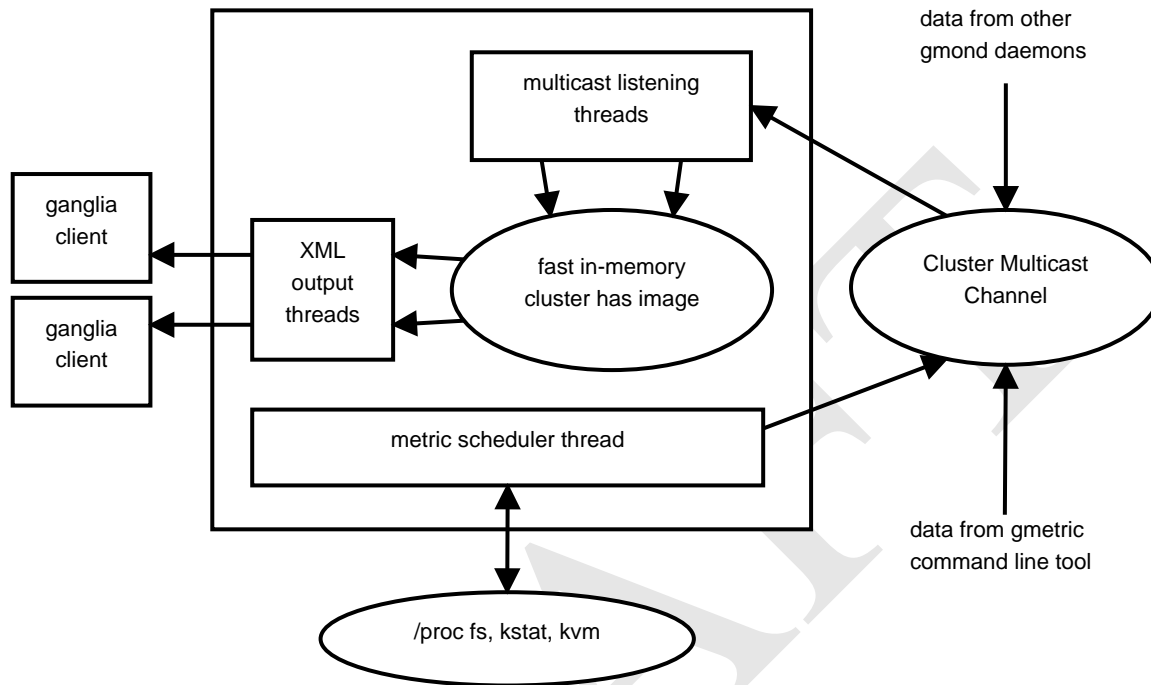 data from other
gmond daemons
multicast listening
threads
ganglia
client
XML
output
threads
fast in-memory
cluster has image
Cluster Multicast
Channel
ganglia
client
metric scheduler thread
data from gmetric
command line tool
/proc fs, kstat, kvm